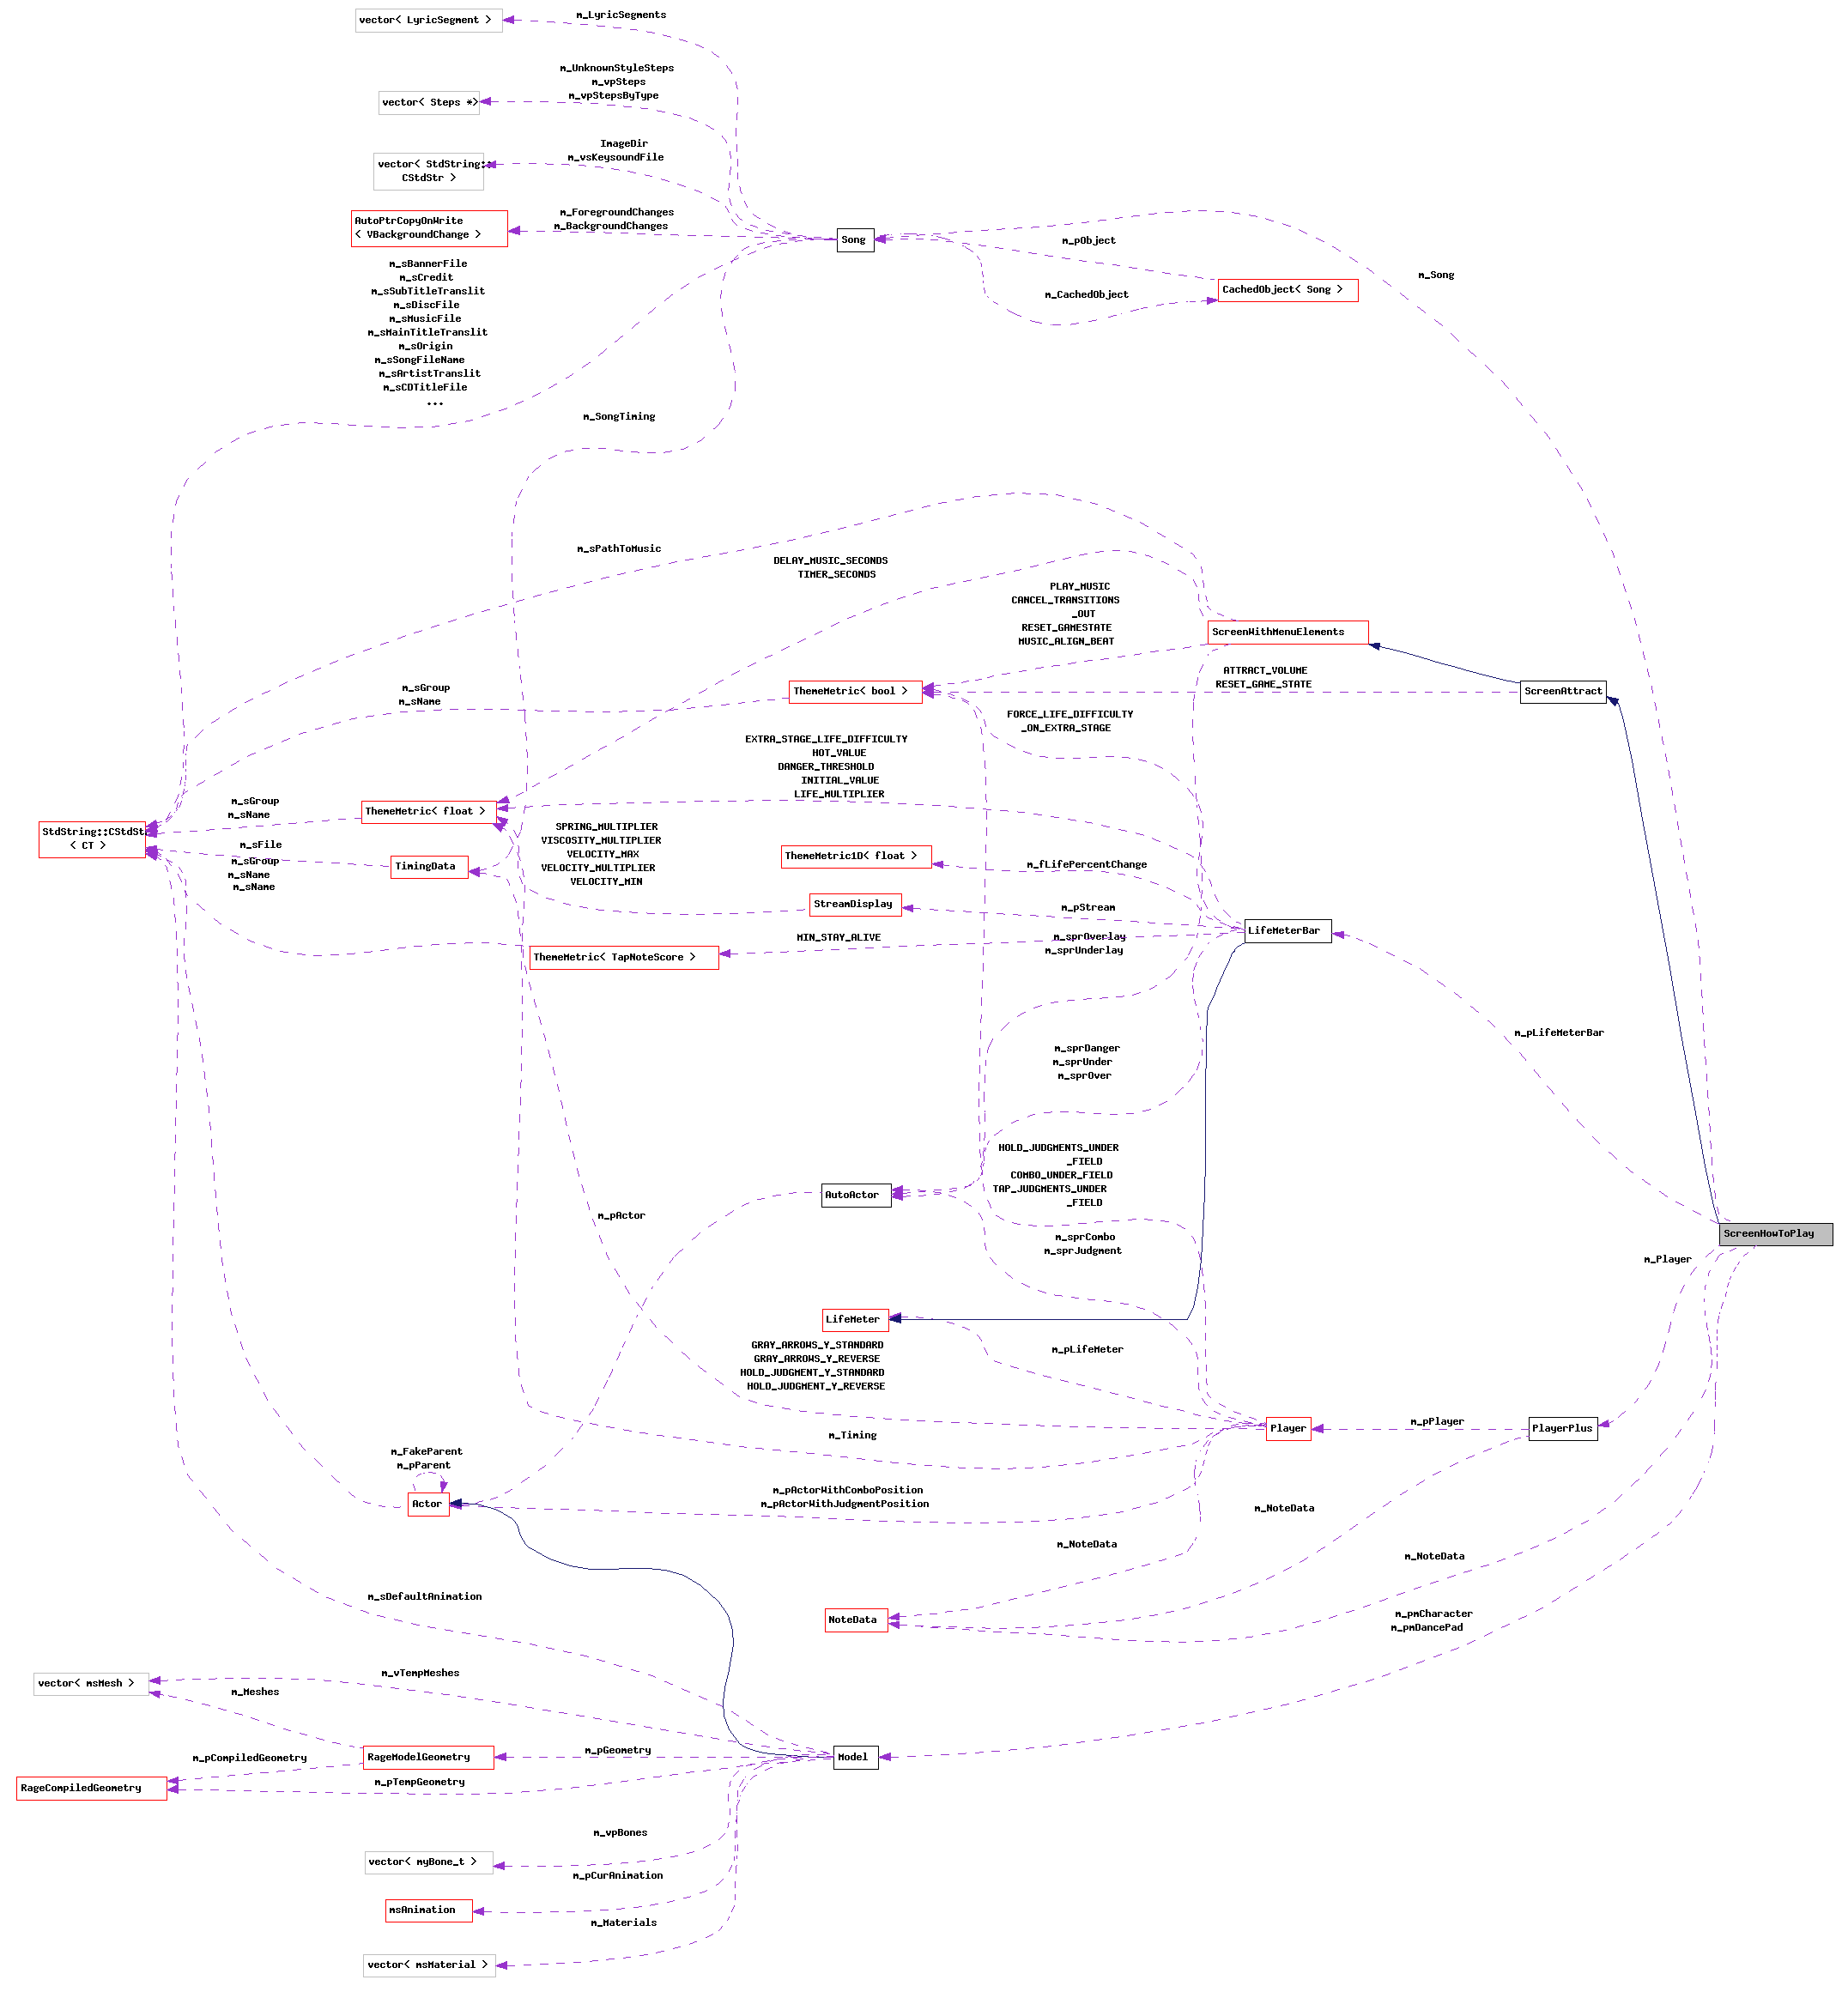 vector< LyricSegment >
m_LyricSegments
m_UnknownStyleSteps
m_vpSteps
m_vpStepsByType
vector< Steps *>
ImageDir
m_vsKeysoundFile
vector< StdString::
CStdStr >
AutoPtrCopyOnWrite
< VBackgroundChange >
m_ForegroundChanges
m_BackgroundChanges
Song
m_pObject
m_CachedObject
CachedObject< Song >
m_Song
m_sBannerFile
m_sCredit
m_sSubTitleTranslit
m_sDiscFile
m_sMusicFile
m_sMainTitleTranslit
m_sOrigin
m_sSongFileName
m_sArtistTranslit
m_sCDTitleFile
...
m_SongTiming
m_sPathToMusic
DELAY_MUSIC_SECONDS
TIMER_SECONDS
PLAY_MUSIC
CANCEL_TRANSITIONS
_OUT
RESET_GAMESTATE
MUSIC_ALIGN_BEAT
ScreenWithMenuElements
ATTRACT_VOLUME
RESET_GAME_STATE
ScreenAttract
m_sGroup
m_sName
ThemeMetric< bool >
FORCE_LIFE_DIFFICULTY
_ON_EXTRA_STAGE
EXTRA_STAGE_LIFE_DIFFICULTY
HOT_VALUE
DANGER_THRESHOLD
INITIAL_VALUE
LIFE_MULTIPLIER
m_sGroup
m_sName
ThemeMetric< float >
StdString::CStdSt
< CT >
m_sFile
m_sGroup
m_sName
m_sName
TimingData
SPRING_MULTIPLIER
VISCOSITY_MULTIPLIER
VELOCITY_MAX
VELOCITY_MULTIPLIER
VELOCITY_MIN
ThemeMetric1D< float >
m_fLifePercentChange
StreamDisplay
m_pStream
LifeMeterBar
MIN_STAY_ALIVE
m_sprOverlay
m_sprUnderlay
ThemeMetric< TapNoteScore >
m_pLifeMeterBar
m_sprDanger
m_sprUnder
m_sprOver
HOLD_JUDGMENTS_UNDER
_FIELD
COMBO_UNDER_FIELD
TAP_JUDGMENTS_UNDER
_FIELD
AutoActor
m_pActor
m_sprCombo
m_sprJudgment
ScreenHowToPlay
m_Player
LifeMeter
m_pLifeMeter
GRAY_ARROWS_Y_STANDARD
GRAY_ARROWS_Y_REVERSE
HOLD_JUDGMENT_Y_STANDARD
HOLD_JUDGMENT_Y_REVERSE
m_Timing
Player
m_pPlayer
PlayerPlus
m_FakeParent
m_pParent
Actor
m_pActorWithComboPosition
m_pActorWithJudgmentPosition
m_NoteData
m_NoteData
m_NoteData
m_sDefaultAnimation
NoteData
m_pmCharacter
m_pmDancePad
vector< msMesh >
m_vTempMeshes
m_Meshes
RageModelGeometry
m_pGeometry
Model
m_pCompiledGeometry
m_pTempGeometry
RageCompiledGeometry
m_vpBones
vector< myBone_t >
m_pCurAnimation
msAnimation
m_Materials
vector< msMaterial >